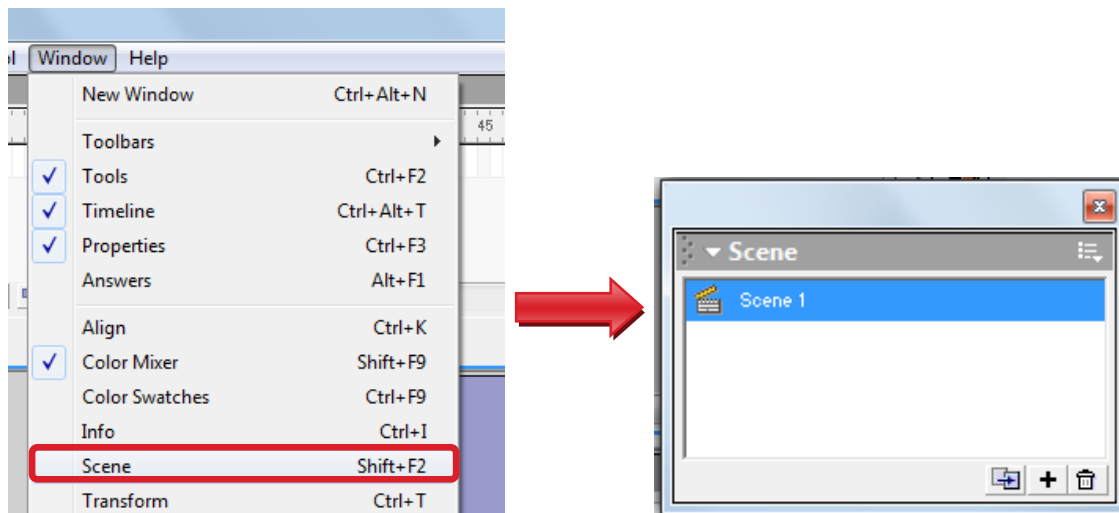 Window Help
New Window Ctrl+Alt+N
45
Toolbars
Tools Ctrl+F2
Timeline Ctrl+Alt+T
Properties Ctrl+F3
Answers Alt+F1
Align Ctrl+K
Color Mixer Shift+F9
Color Swatches Ctrl+F9
Info Ctrl+I
Scene Shift+F2
Transform Ctrl+T
Scene
Scene 1